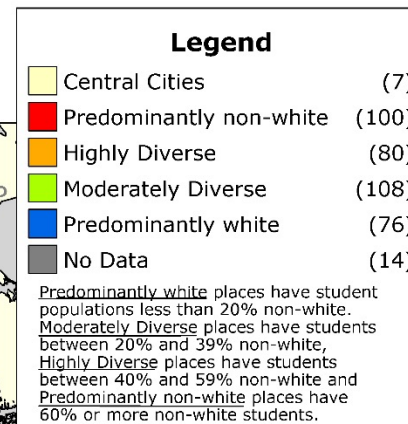 Legend
Central Cities (7)
Predominantly non-white (100)
Highly Diverse (80)
Moderately Diverse (108)
Predominantly white (76)
No Data (14)
Predominantly white places have student
populations less than 20% non-white.
Moderately Diverse places have students
between 20% and 39% non-white,
Highly Diverse places have students
between 40% and 59% non-white and
Predominantly non-white places have
60% or more non-white students.